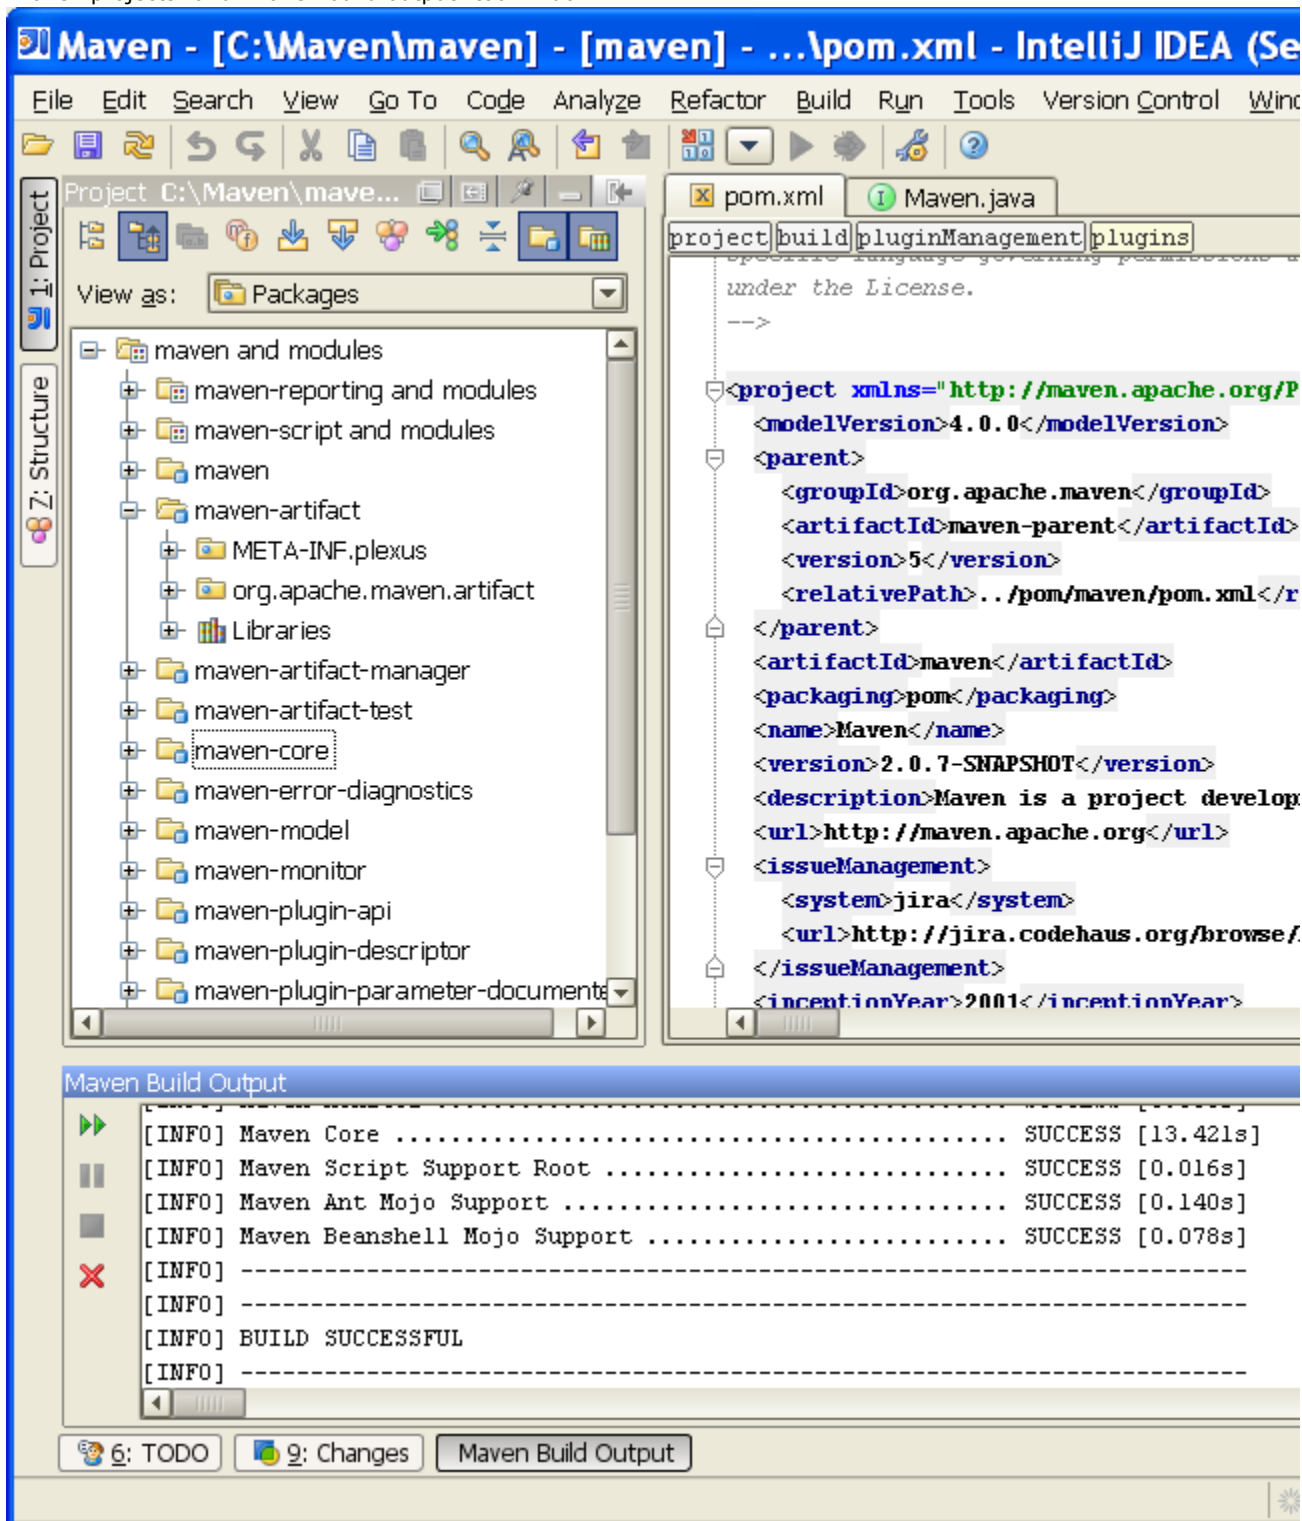 Maven - [C:\Maven\maven] - [maven] - ...\pom.xml - IntelliJ IDEA (Se
File Edit Search View Go To Code Analyze Refactor Build Run Tools Version Control Wind
Project C:\Maven\mave...
1: Project
7: Structure
View as: Packages
maven and modules
maven-reporting and modules
maven-script and modules
maven
maven-artifact
META-INF.plexus
org.apache.maven.artifact
Libraries
maven-artifact-manager
maven-artifact-test
maven-core
maven-error-diagnostics
maven-model
maven-monitor
maven-plugin-api
maven-plugin-descriptor
maven-plugin-parameter-documente
pom.xml Maven.java
project build pluginManagement plugins
specific language governing permissions a
under the License.
-->
<project xmlns="http://maven.apache.org/P
<modelVersion>4.0.0</modelVersion>
<parent>
<groupId>org.apache.maven</groupId>
<artifactId>maven-parent</artifactId>
<version>5</version>
<relativePath>../pom/maven/pom.xml</r
</parent>
<artifactId>maven</artifactId>
<packaging>pom</packaging>
<name>Maven</name>
<version>2.0.7-SNAPSHOT</version>
<description>Maven is a project develop
<url>http://maven.apache.org</url>
<issueManagement>
<system>jira</system>
<url>http://jira.codehaus.org/browse/
</issueManagement>
<inceptionYear>2001</inceptionYear>
Maven Build Output
[INFO] Maven Core ............................................ SUCCESS [13.421s]
[INFO] Maven Script Support Root ............................. SUCCESS [0.016s]
[INFO] Maven Ant Mojo Support ................................ SUCCESS [0.140s]
[INFO] Maven Beanshell Mojo Support .......................... SUCCESS [0.078s]
[INFO] ------------------------------------------------------------------------
[INFO] ------------------------------------------------------------------------
[INFO] BUILD SUCCESSFUL
[INFO] ------------------------------------------------------------------------
6: TODO 9: Changes Maven Build Output